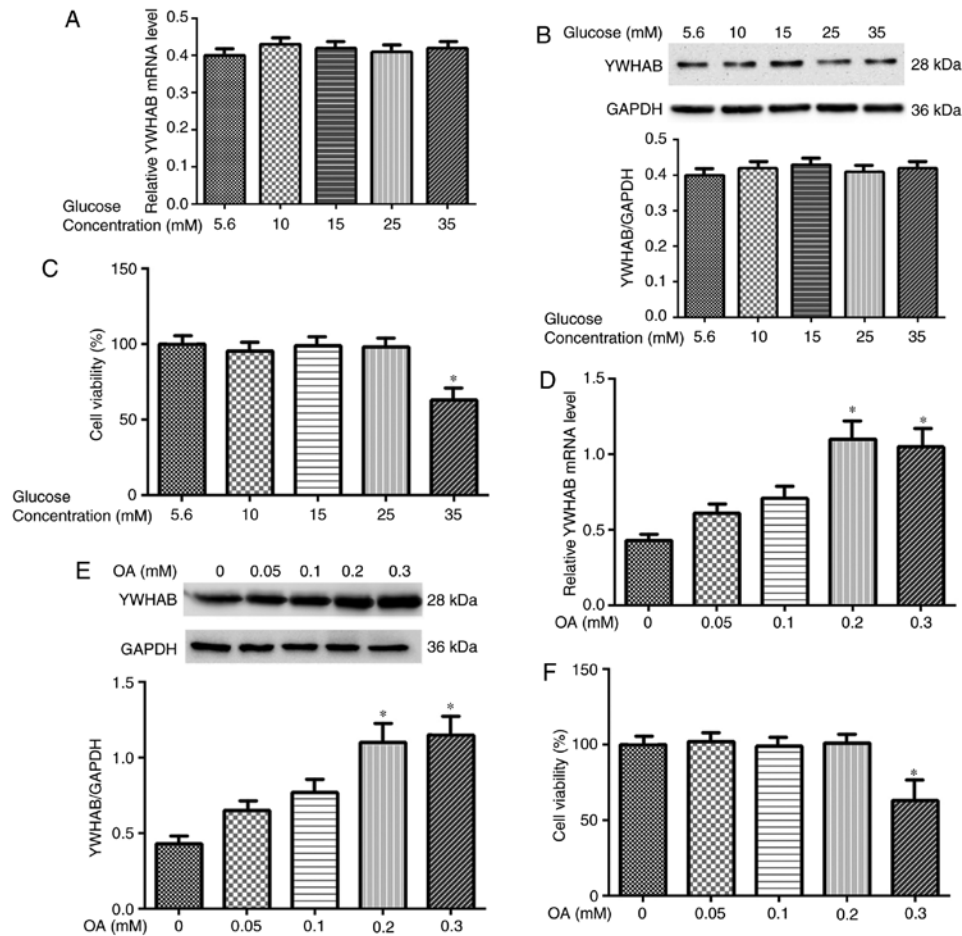 A
Relative YWHAB mRNA level
0.5
0.4
0.3
0.2
0.1
0.0
Glucose
Concentration (mM)
5.6 10 15 25 35
B
Glucose (mM) 5.6 10 15 25 35
YWHAB 28 kDa
GAPDH 36 kDa
YWHAB/GAPDH
0.5
0.4
0.3
0.2
0.1
0.0
Glucose
Concentration (mM) 5.6 10 15 25 35
C
Cell viability (%)
150
100
50
0
*
Glucose
Concentration (mM) 5.6 10 15 25 35
D
Relative YWHAB mRNA level
1.5
1.0
0.5
0.0
* *
OA (mM) 0 0.05 0.1 0.2 0.3
E
OA (mM) 0 0.05 0.1 0.2 0.3
YWHAB 28 kDa
GAPDH 36 kDa
YWHAB/GAPDH
1.5
1.0
0.5
0.0
* *
OA (mM) 0 0.05 0.1 0.2 0.3
F
Cell viability (%)
150
100
50
0
*
OA (mM) 0 0.05 0.1 0.2 0.3